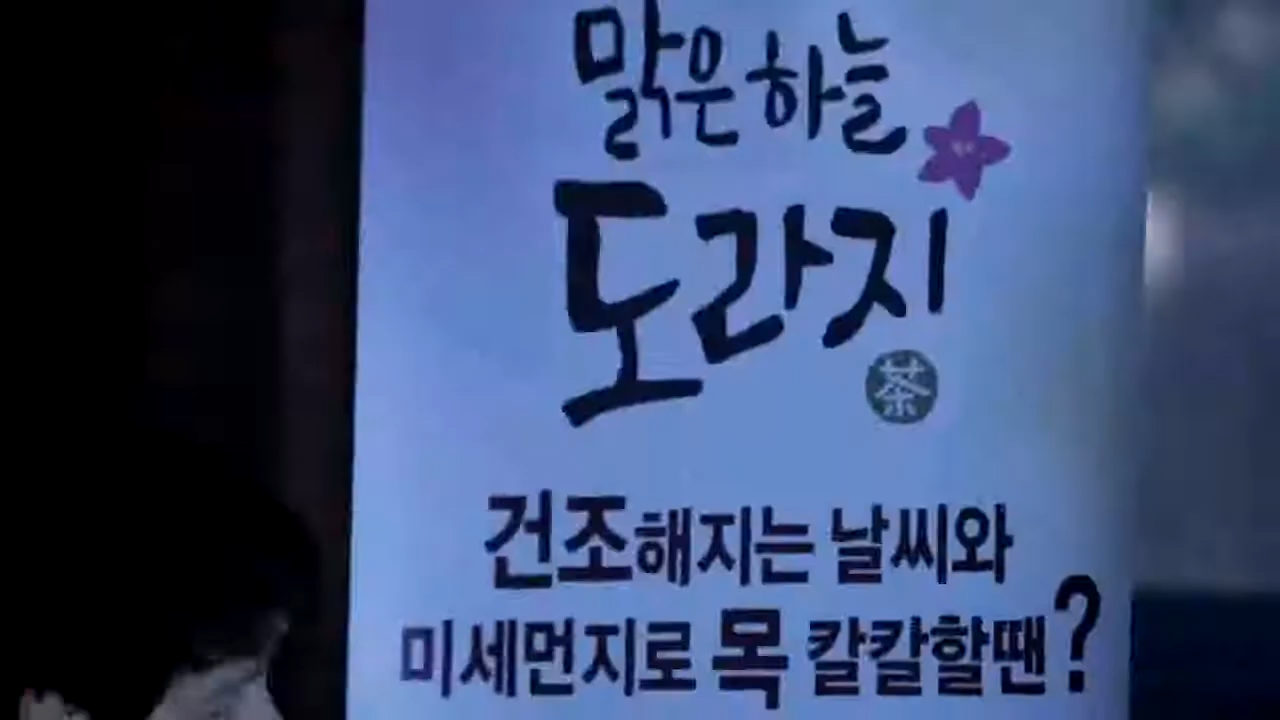 맑은하늘
도라지
茶
건조해지는 날씨와
미세먼지로 목 칼칼할땐?